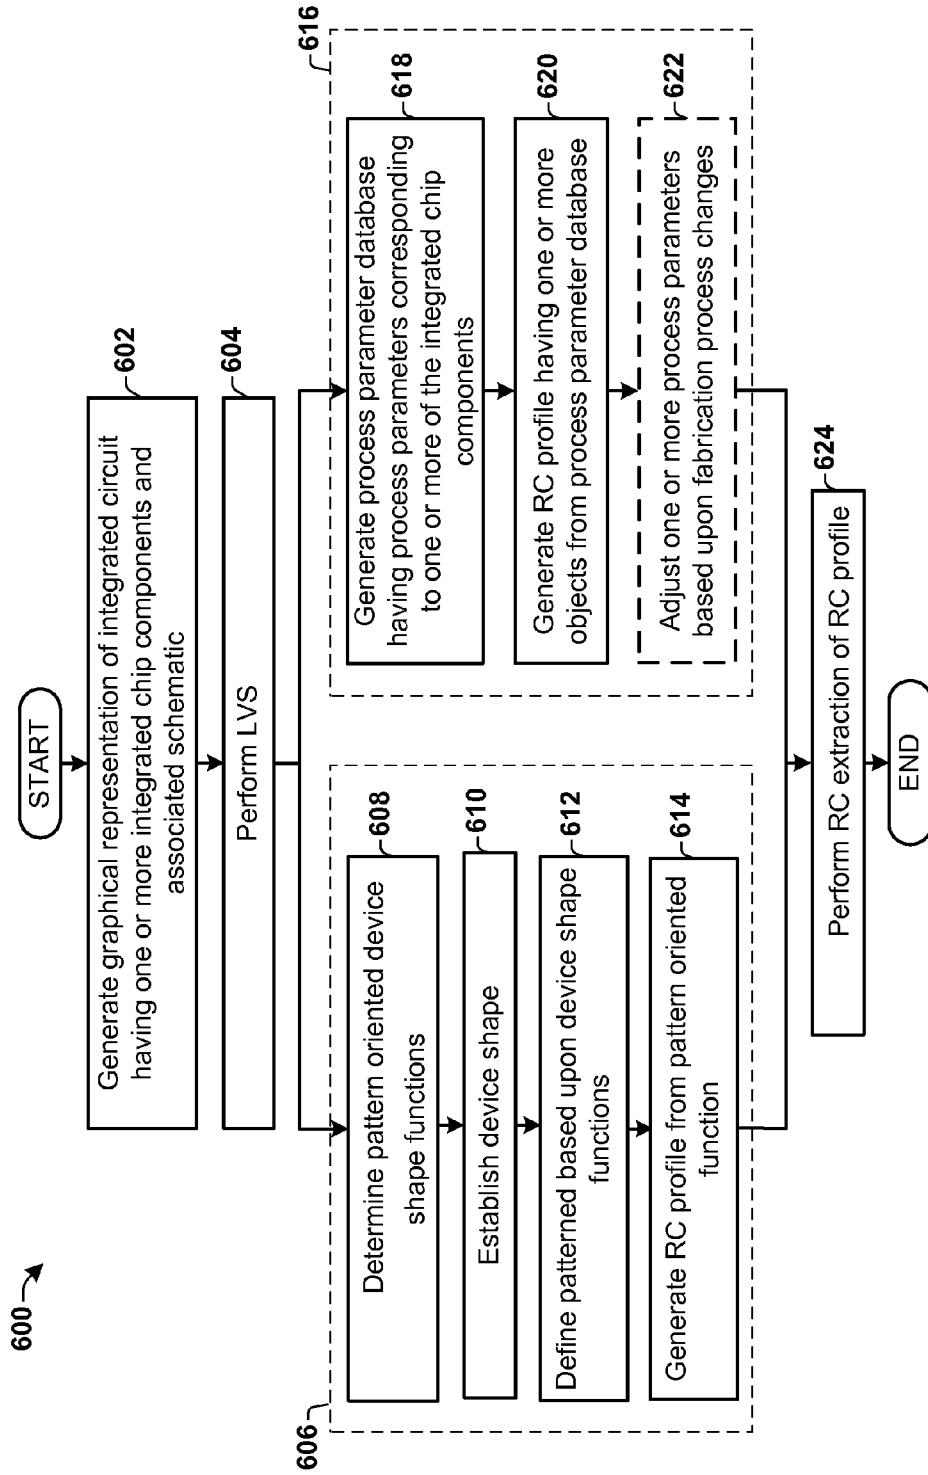 600
START
Generate graphical representation of integrated circuit
having one or more integrated chip components and
associated schematic
602
Perform LVS
604
606
Determine pattern oriented device
shape functions
608
Establish device shape
610
Define patterned based upon device shape
functions
612
Generate RC profile from pattern oriented
function
614
616
Generate process parameter database
having process parameters corresponding
to one or more of the integrated chip
components
618
Generate RC profile having one or more
objects from process parameter database
620
Adjust one or more process parameters
based upon fabrication process changes
622
Perform RC extraction of RC profile
624
END